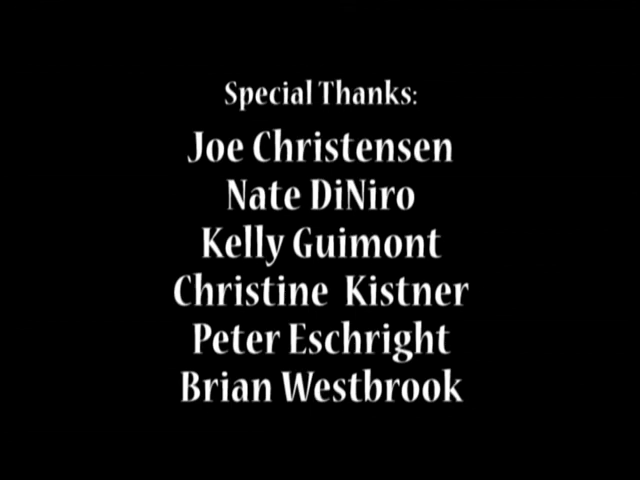 Special Thanks:
Joe Christensen
Nate DiNiro
Kelly Guimont
Christine Kistner
Peter Eschright
Brian Westbrook